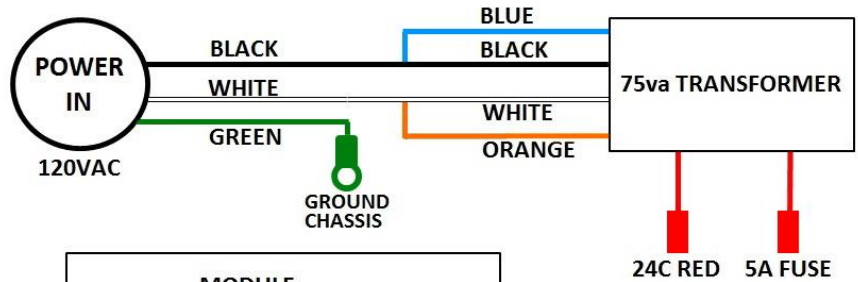 BLUE
BLACK
BLACK
POWER
IN
WHITE
75va TRANSFORMER
WHITE
GREEN
ORANGE
120VAC
GROUND
CHASSIS
24C RED
5A FUSE
MODULE